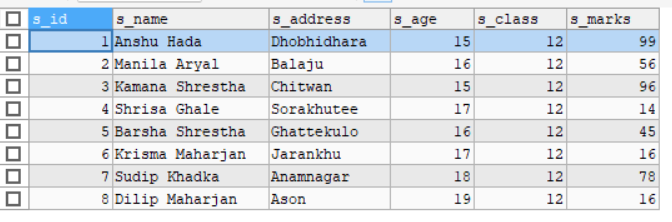 s_id s_name s_address s_age s_class s_marks
1 Anshu Hada Dhobhidhara 15 12 99
2 Manila Aryal Balaju 16 12 56
3 Kamana Shrestha Chitwan 15 12 96
4 Shrisa Ghale Sorakhutee 17 12 14
5 Barsha Shrestha Ghattekulo 16 12 45
6 Krisma Maharjan Jarankhu 17 12 16
7 Sudip Khadka Anamnagar 18 12 78
8 Dilip Maharjan Ason 19 12 16